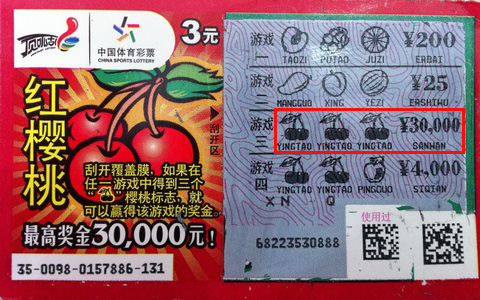 顶呱刮
中国体育彩票
CHINA SPORTS LOTTERY
3元
红樱桃
刮开区
刮开覆盖膜，如果在
任一游戏中得到三个
“ ”樱桃标志，就
可以赢得该游戏的奖金。
最高奖金30,000元！
35-0098-0157886-131
游戏一 ¥200
TAOZI PUTAO JUZI ERBAI
游戏二 ¥25
MANGGUO XING YEZI ERSHIWU
游戏三 ¥30,000
YINGTAO YINGTAO YINGTAO SANWAN
游戏四 ¥4,000
YINGTAO YINGTAO PINGGUO SIQIAN
XN Q
使用过
68223530888